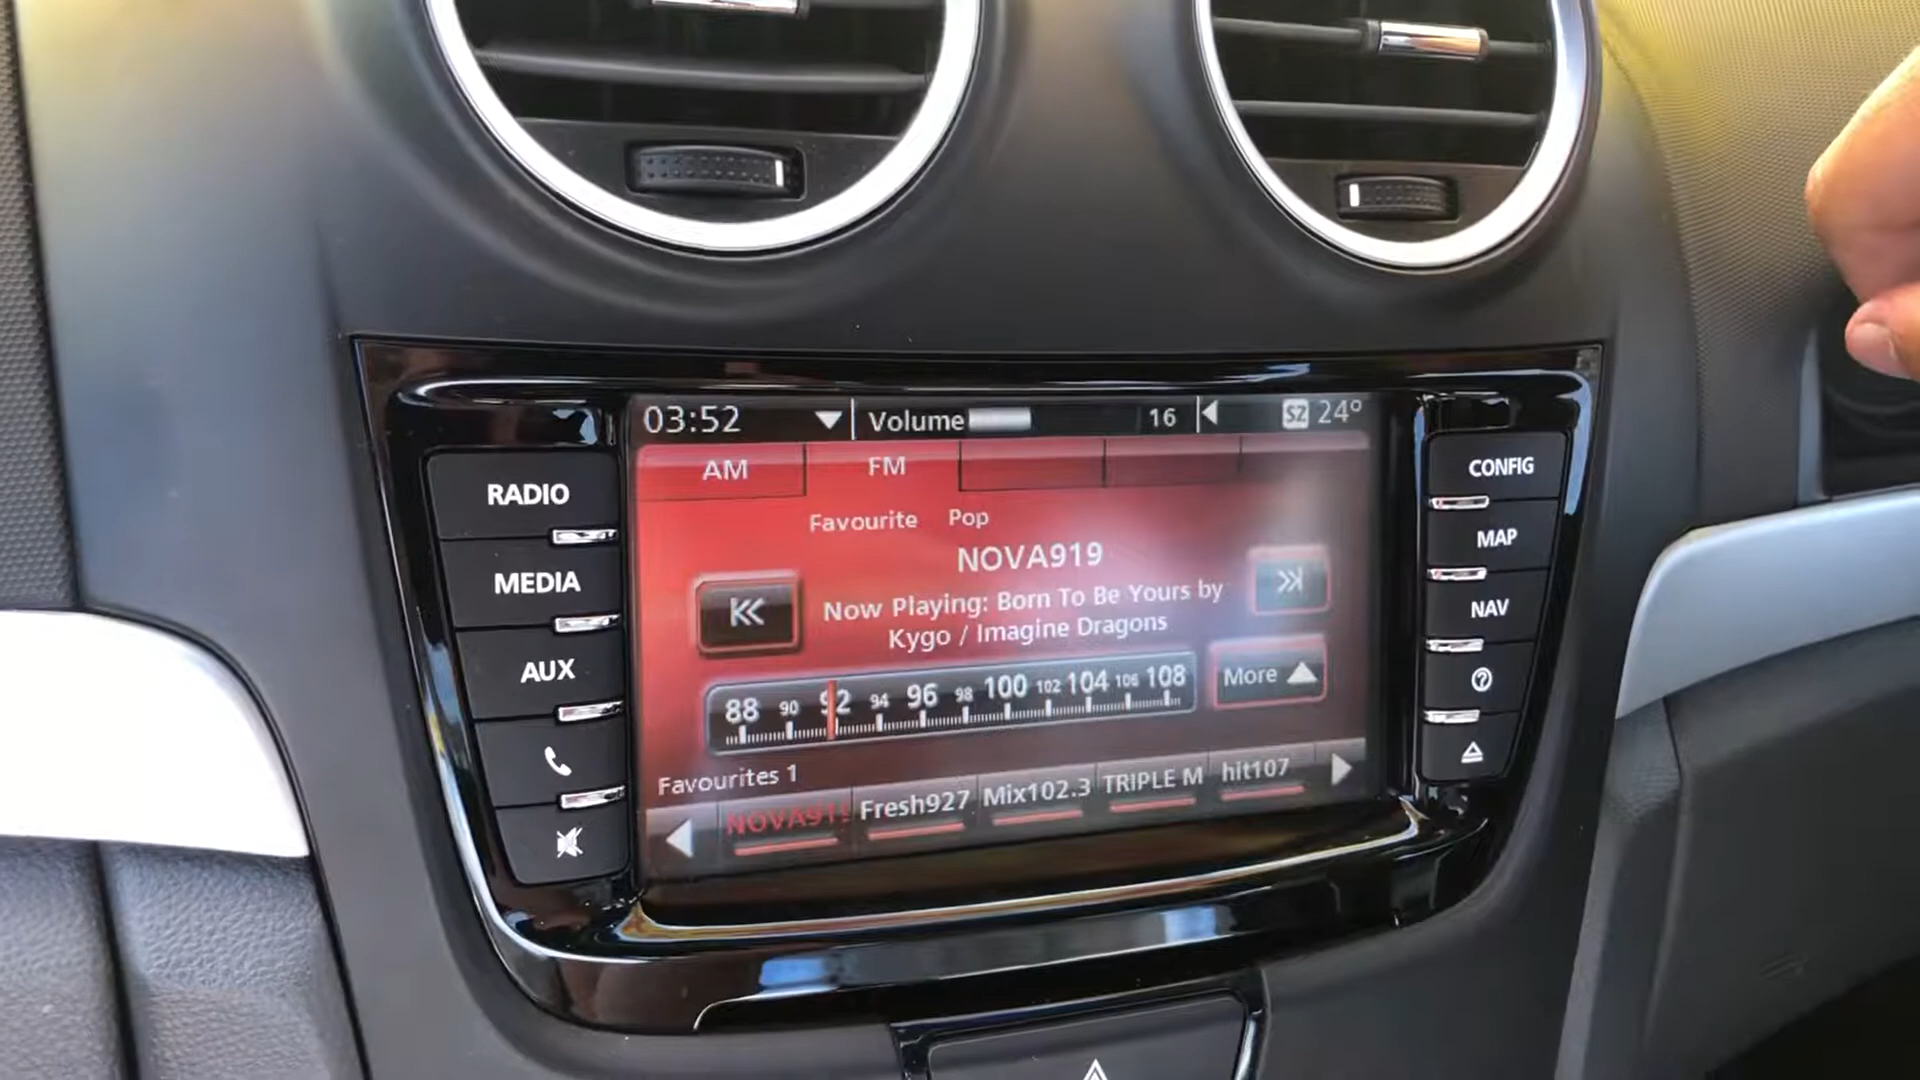 03:52 Volume 16 SZ 24°
AM FM
Favourite Pop
NOVA919
Now Playing: Born To Be Yours by
Kygo / Imagine Dragons
88 90 92 94 96 98 100 102 104 106 108
More
Favourites 1
NOVA919 Fresh927 Mix102.3 TRIPLE M hit107
RADIO
MEDIA
AUX
CONFIG
MAP
NAV
?